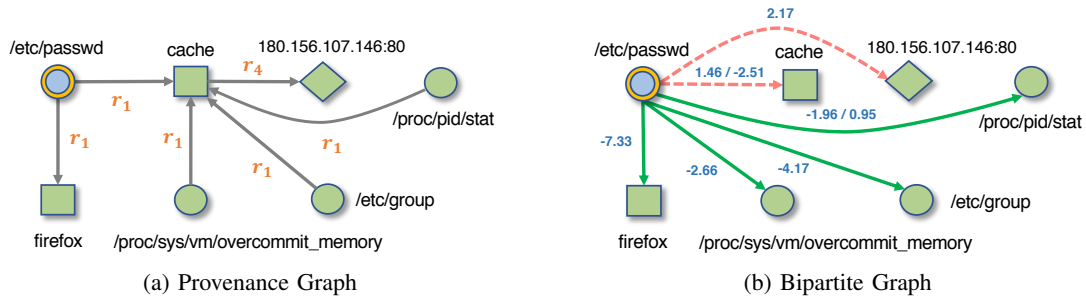 /etc/passwd
cache
180.156.107.146:80
r₄
r₁
/proc/pid/stat
r₁
r₁
r₁
r₁
/etc/group
firefox
/proc/sys/vm/overcommit_memory
(a) Provenance Graph
2.17
/etc/passwd
cache
180.156.107.146:80
1.46 / -2.51
-1.96 / 0.95
/proc/pid/stat
-7.33
-2.66
-4.17
/etc/group
firefox
/proc/sys/vm/overcommit_memory
(b) Bipartite Graph